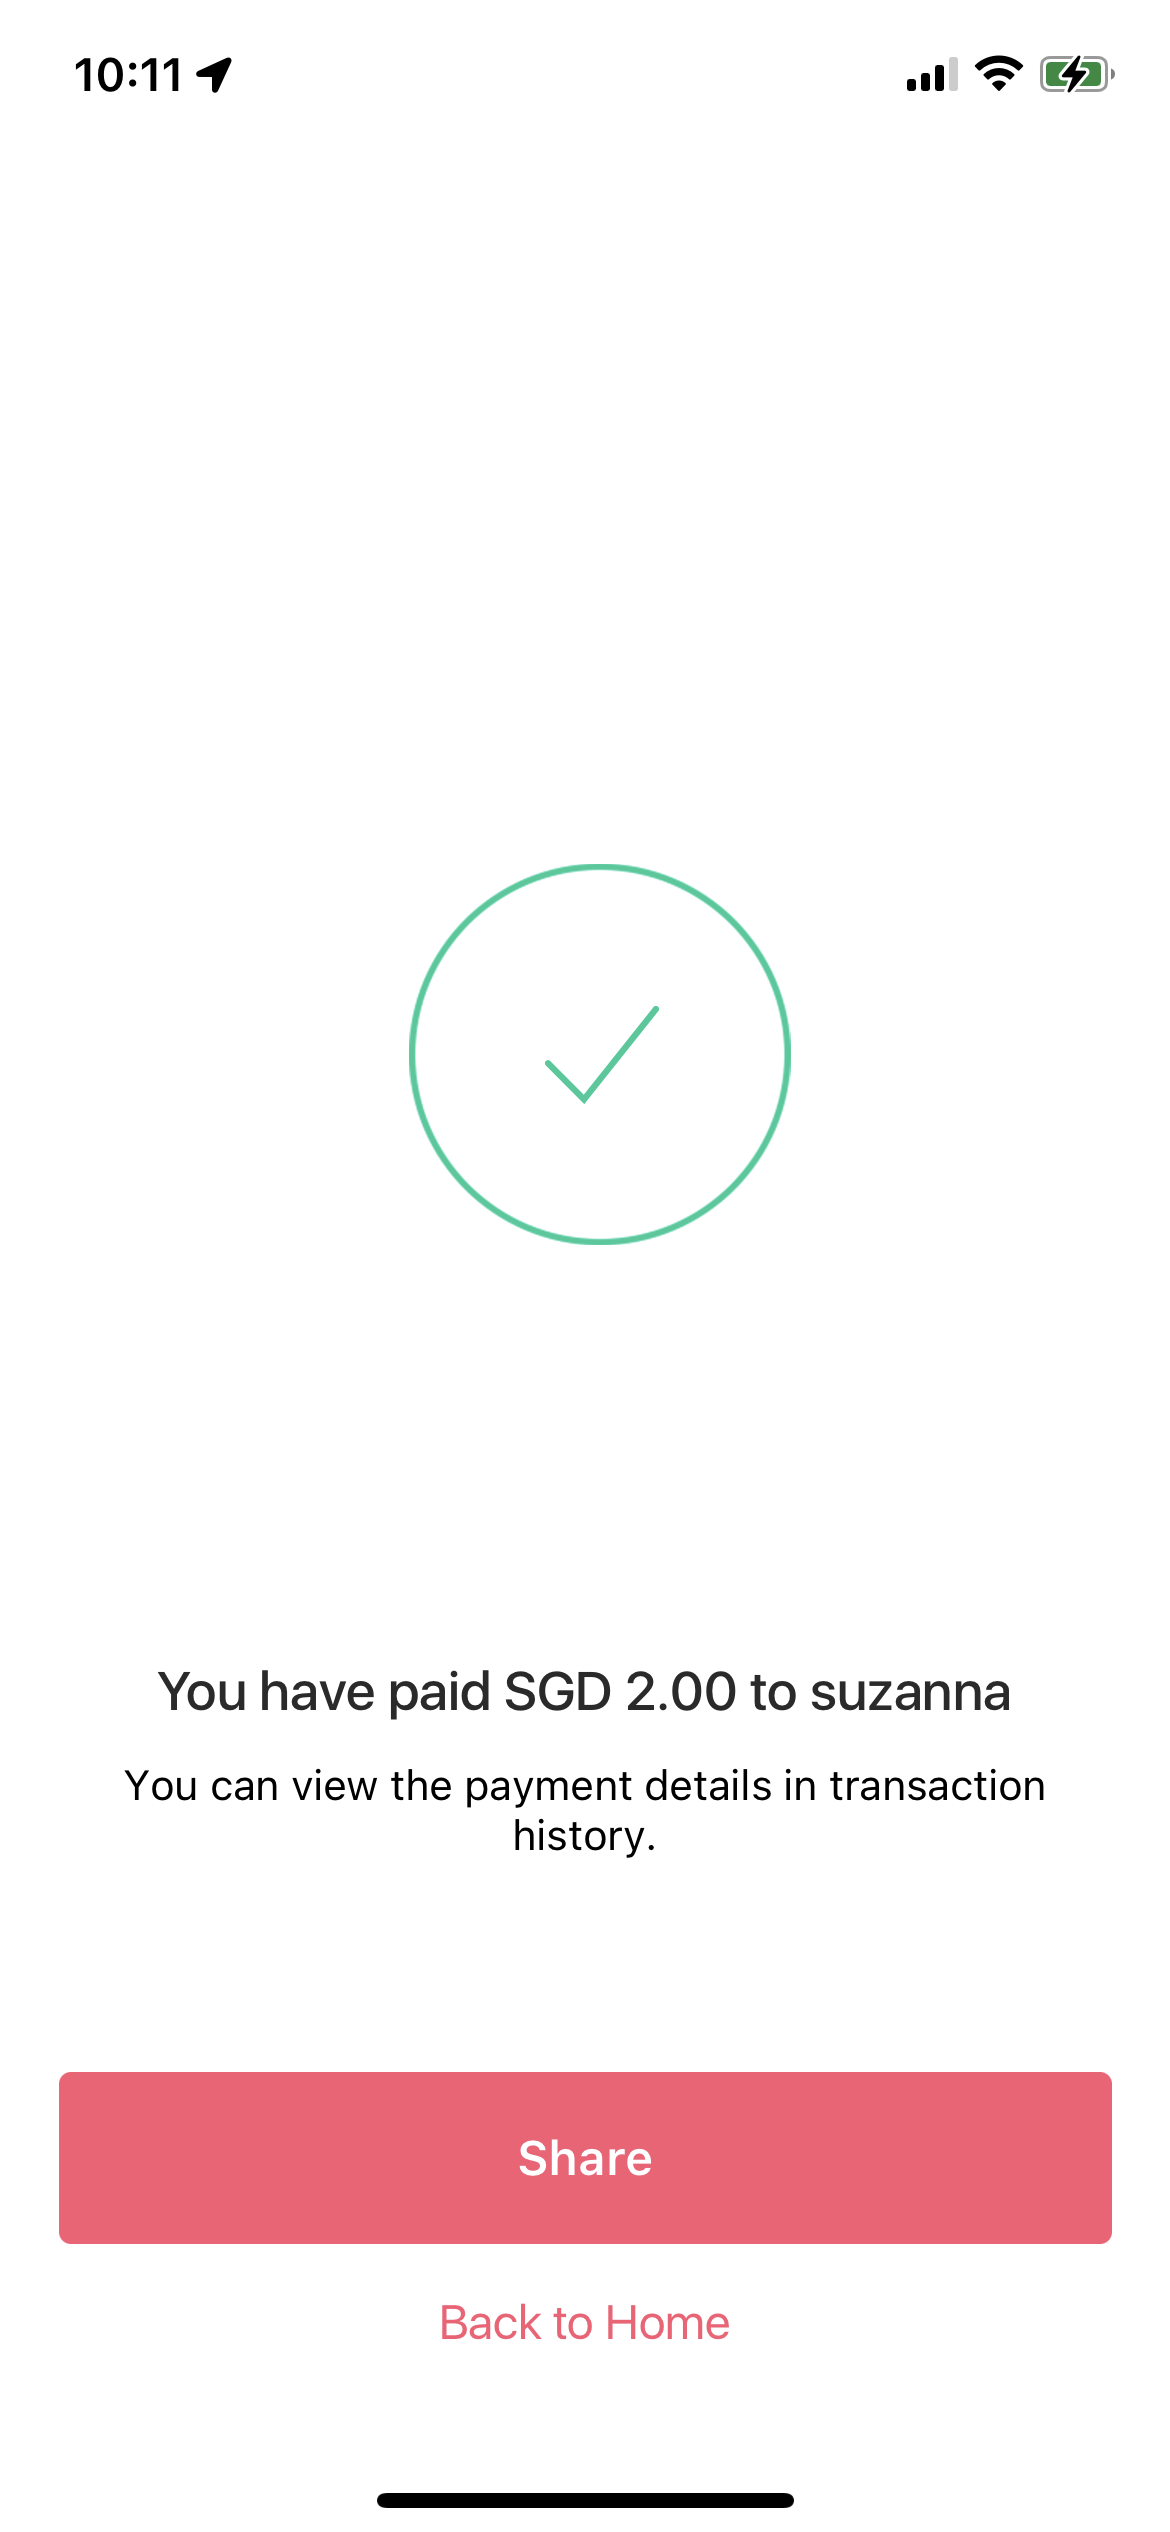 10:11
You have paid SGD 2.00 to suzanna
You can view the payment details in transaction
history.
Share
Back to Home